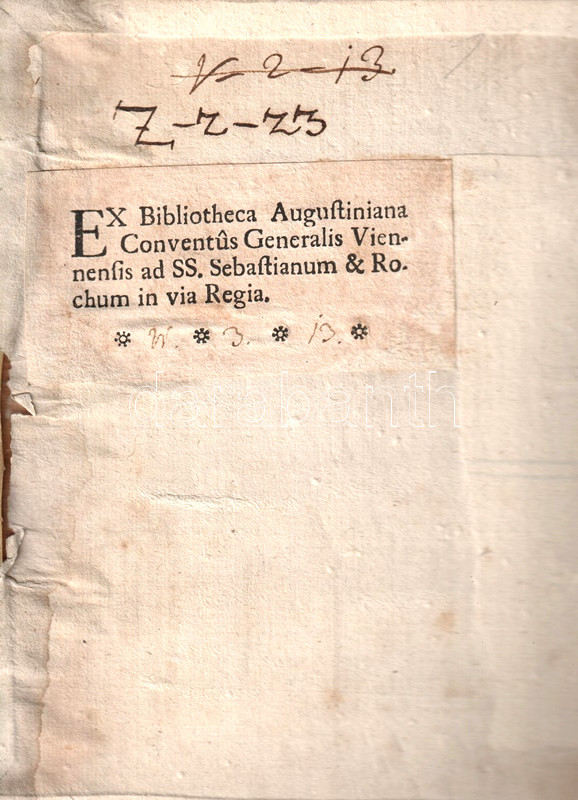 V-2-13
Z-2-23
EX Bibliotheca Auguſtiniana
Conventûs Generalis Vien-
nenſis ad SS. Sebaſtianum & Ro-
chum in via Regia.
* W. * 3. * 13. *
darabanth